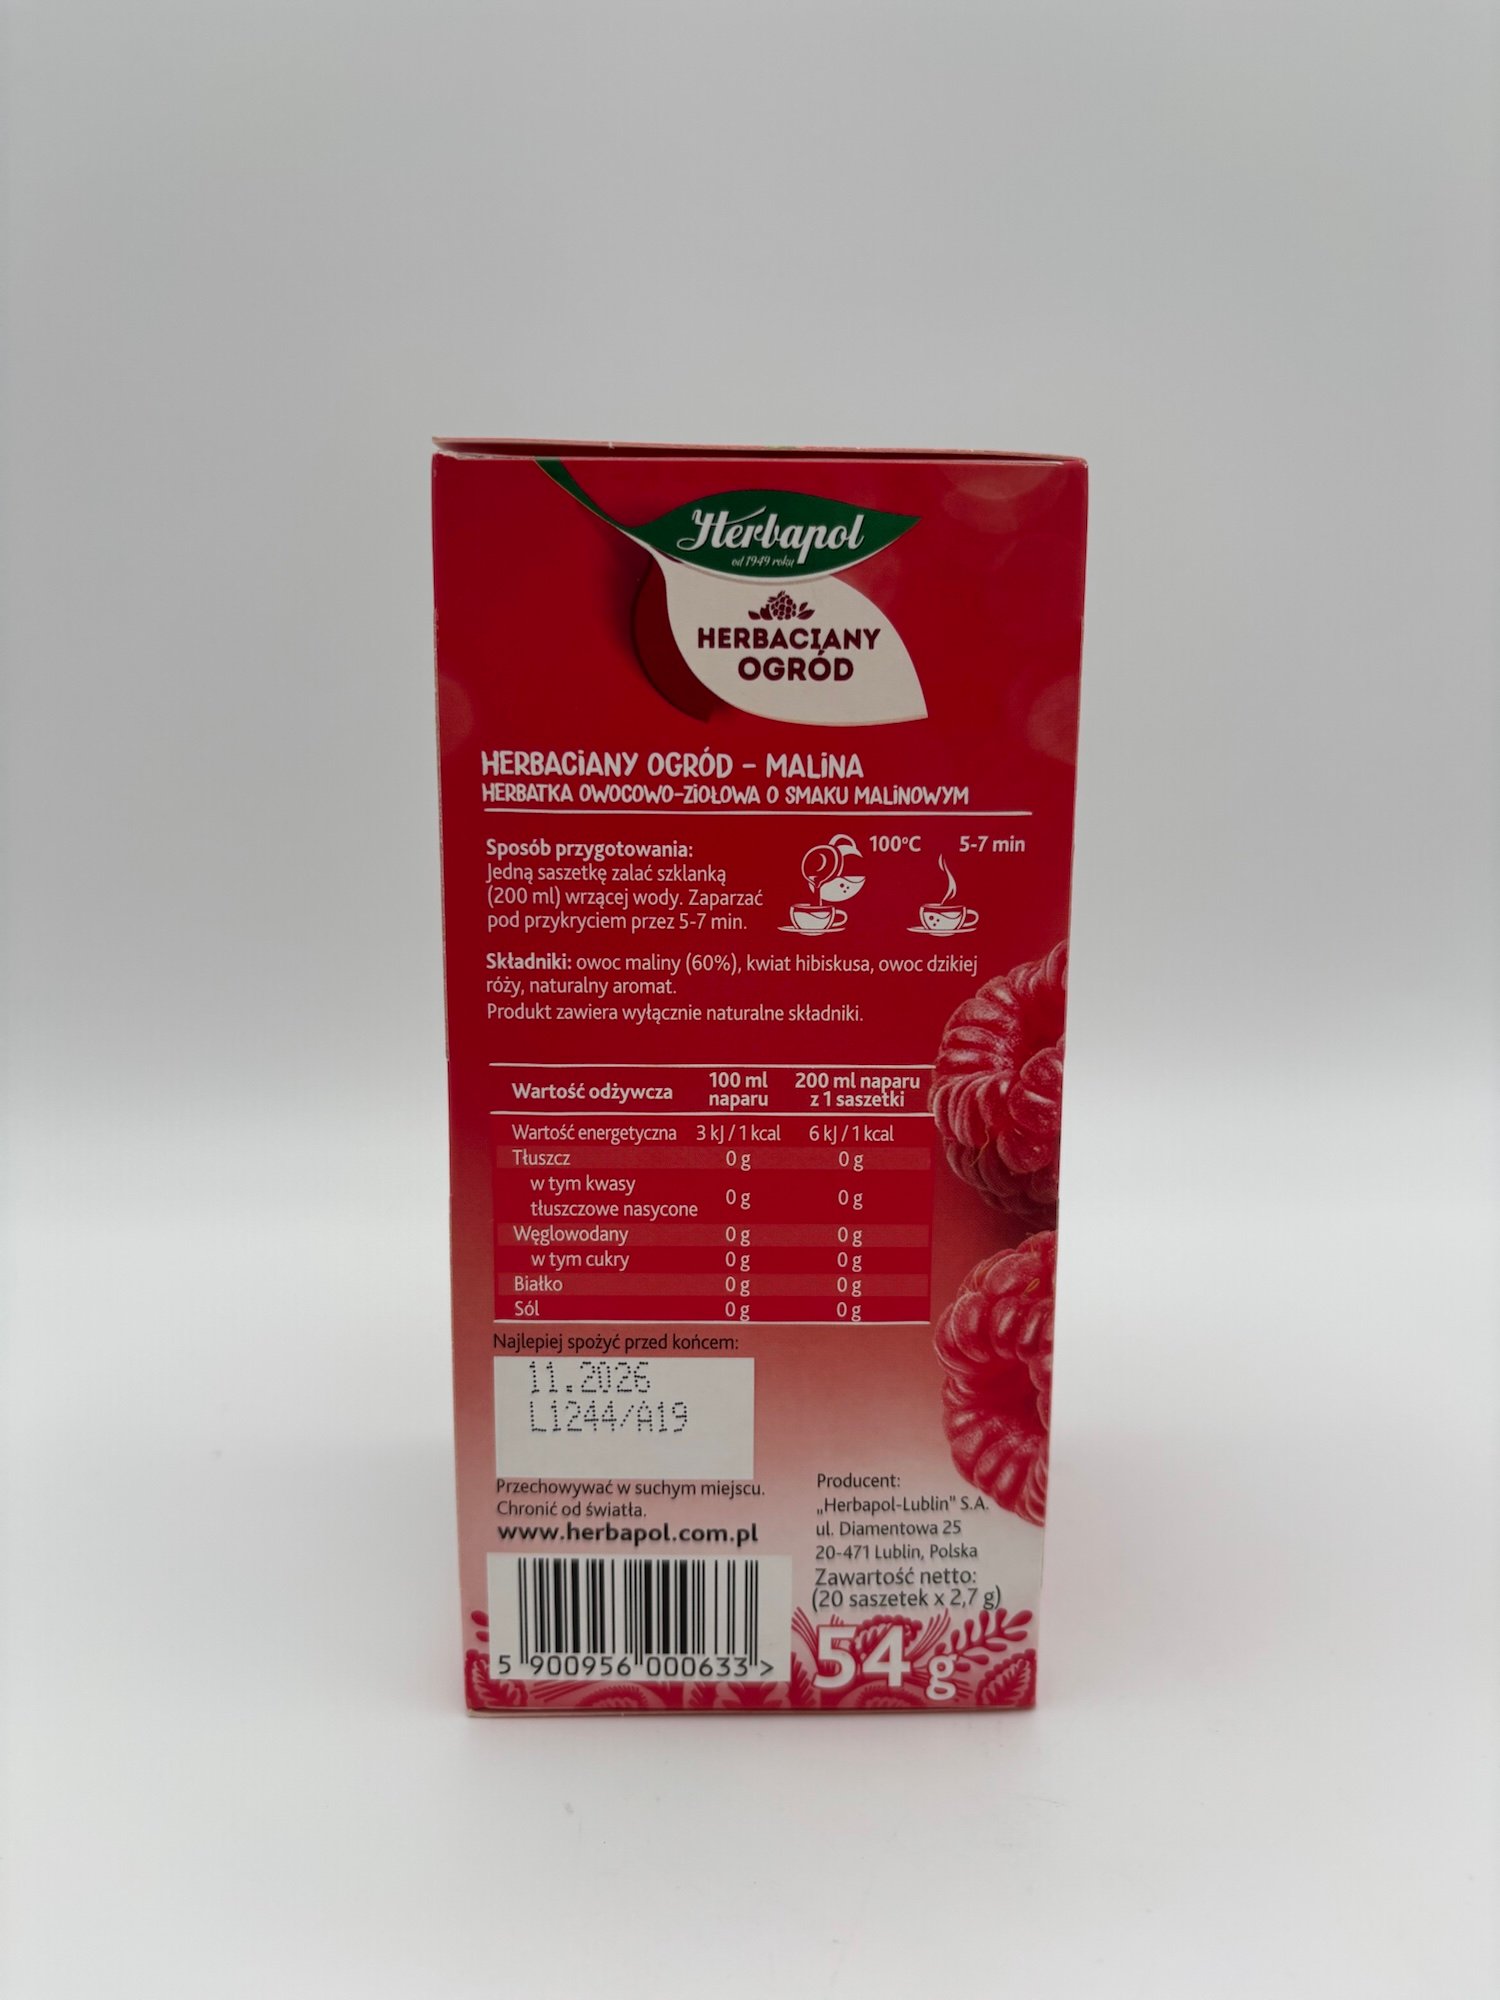 Herbapol
od 1949 roku
HERBACIANY
OGRÓD
HERBACIANY OGRÓD – MALINA
HERBATKA OWOCOWO-ZIOŁOWA O SMAKU MALINOWYM
Sposób przygotowania:
Jedną saszetkę zalać szklanką
(200 ml) wrzącej wody. Zaparzać
pod przykryciem przez 5-7 min.
100°C 5-7 min
Składniki: owoc maliny (60%), kwiat hibiskusa, owoc dzikiej
róży, naturalny aromat.
Produkt zawiera wyłącznie naturalne składniki.
Wartość odżywcza 100 ml naparu 200 ml naparu z 1 saszetki
Wartość energetyczna 3 kJ / 1 kcal 6 kJ / 1 kcal
Tłuszcz 0 g 0 g
w tym kwasy
tłuszczowe nasycone 0 g 0 g
Węglowodany 0 g 0 g
w tym cukry 0 g 0 g
Białko 0 g 0 g
Sól 0 g 0 g
Najlepiej spożyć przed końcem:
11.2026
L1244/A19
Przechowywać w suchym miejscu.
Chronić od światła.
www.herbapol.com.pl
5 900956 000633 >
Producent:
„Herbapol-Lublin" S.A.
ul. Diamentowa 25
20-471 Lublin, Polska
Zawartość netto:
(20 saszetek x 2,7 g)
54 g